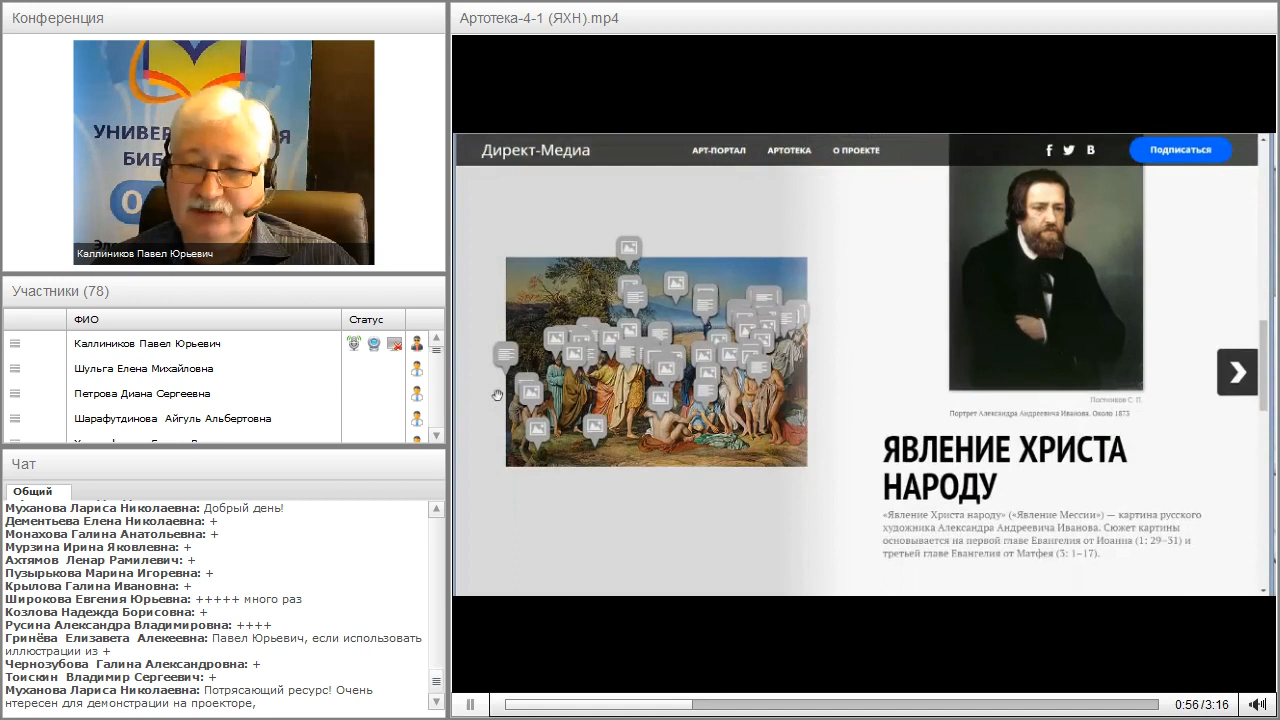 Конференция
УНИВЕР
Я
БИБ
О
Эле
Каллиников Павел Юрьевич
Участники (78)
ФИО
Статус
Каллиников Павел Юрьевич
Шульга Елена Михайловна
Петрова Диана Сергеевна
Шарафутдинова Айгуль Альбертовна
Чат
Общий
Муханова Лариса Николаевна: Добрый день!
Дементьева Елена Николаевна: +
Монахова Галина Анатольевна: +
Мурзина Ирина Яковлевна: +
Ахтямов Ленар Рамилевич: +
Пузырькова Марина Игоревна: +
Крылова Галина Ивановна: +
Широкова Евгения Юрьевна: +++++ много раз
Козлова Надежда Борисовна: +
Русина Александра Владимировна: ++++
Гринёва Елизавета Алекеевна: Павел Юрьевич, если использовать
иллюстрации из +
Чернозубова Галина Александровна: +
Тоискин Владимир Сергеевич: +
Муханова Лариса Николаевна: Потрясающий ресурс! Очень
нтересен для демонстрации на проекторе,
Артотека-4-1 (ЯХН).mp4
Директ-Медиа
АРТ-ПОРТАЛ
АРТОТЕКА
О ПРОЕКТЕ
f
В
Подписаться
Постников С. П.
Портрет Александра Андреевича Иванова. Около 1873
ЯВЛЕНИЕ ХРИСТА
НАРОДУ
«Явление Христа народу» («Явление Мессии») — картина русского
художника Александра Андреевича Иванова. Сюжет картины
основывается на первой главе Евангелия от Иоанна (1: 29–31) и
третьей главе Евангелия от Матфея (3: 1–17).
0:56 /3:16